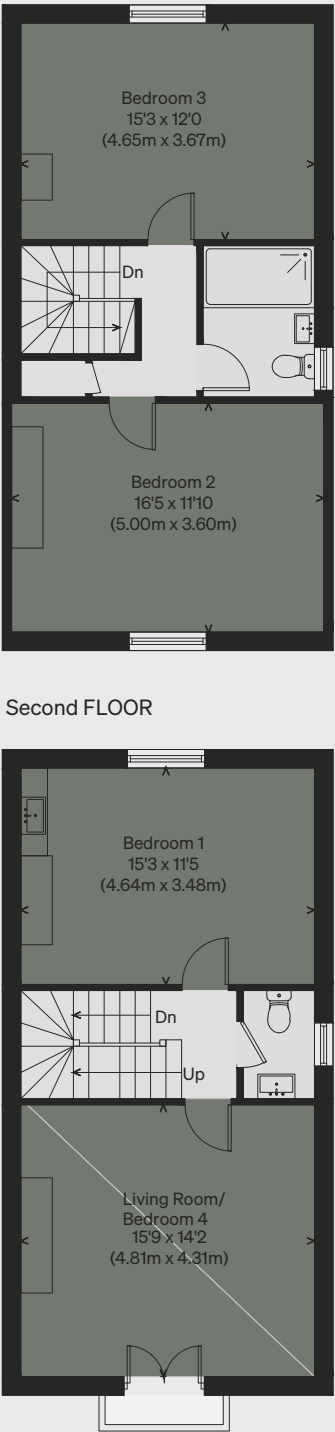 Bedroom 3
15'3 x 12'0
(4.65m x 3.67m)
Dn
Bedroom 2
16'5 x 11'10
(5.00m x 3.60m)
Second FLOOR
Bedroom 1
15'3 x 11'5
(4.64m x 3.48m)
Dn
Up
Living Room/
Bedroom 4
15'9 x 14'2
(4.81m x 4.31m)